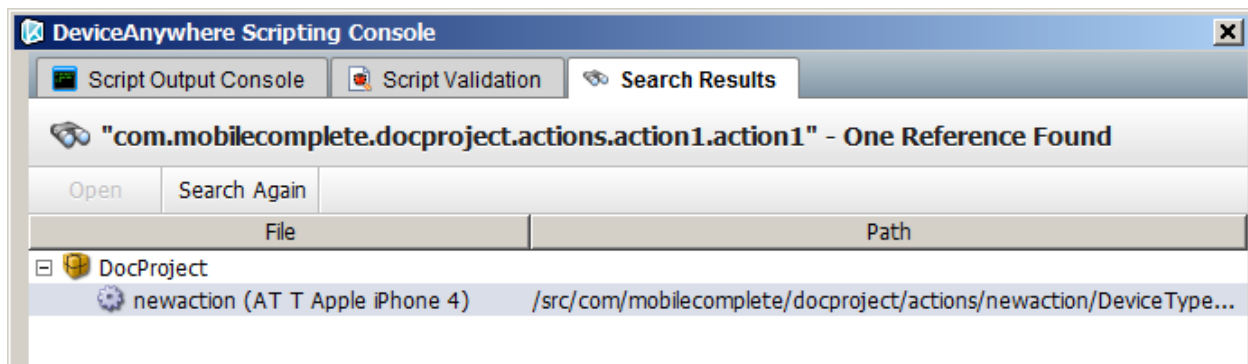 DeviceAnywhere Scripting Console
Script Output Console Script Validation Search Results
"com.mobilecomplete.docproject.actions.action1.action1" - One Reference Found
Open Search Again
File Path
DocProject
newaction (AT T Apple iPhone 4) /src/com/mobilecomplete/docproject/actions/newaction/DeviceType...